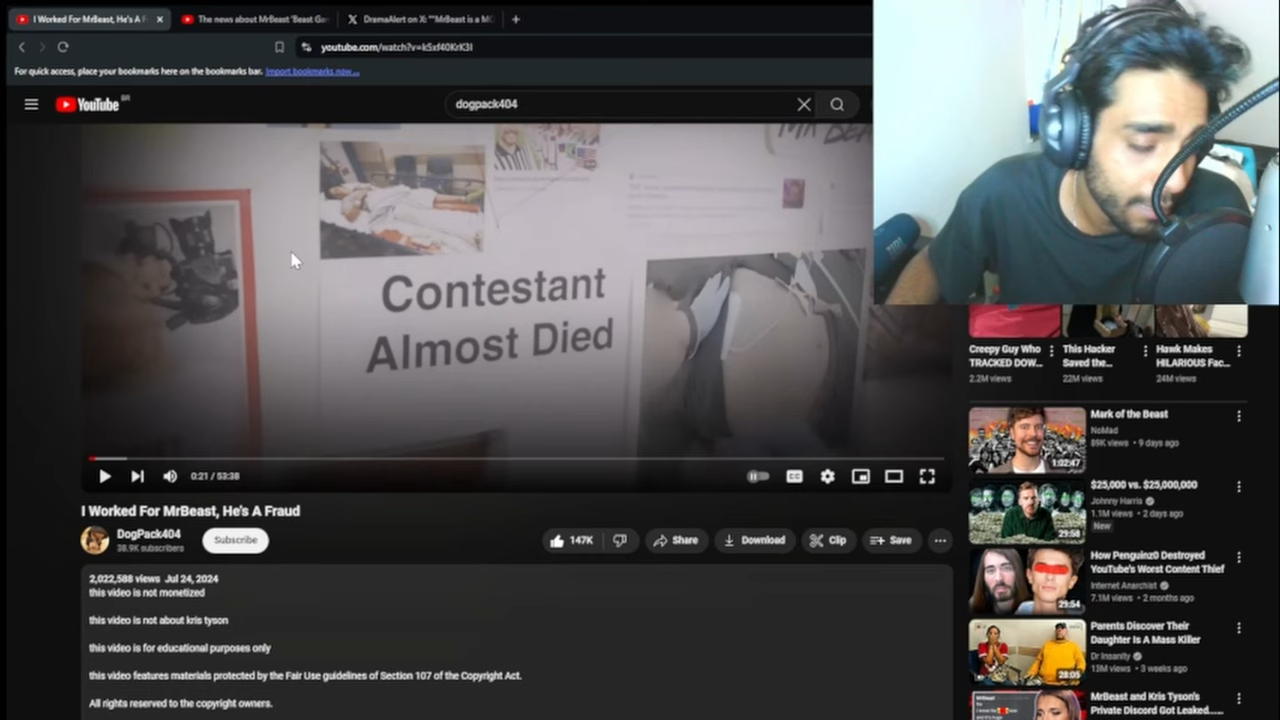 I Worked For MrBeast, He's A F
The news about MrBeast 'Beast Gam
DramaAlert on X: ""MrBeast is a MO
For quick access, place your bookmarks here on the bookmarks bar. Import bookmarks now...
YouTube BR
dogpack404
MR BEA
Contestant
Almost Died
0:21 / 53:38
I Worked For MrBeast, He's A Fraud
DogPack404
38.9K subscribers
Subscribe
147K
Share
Download
Clip
Save
2,022,588 views Jul 24, 2024
this video is not monetized
this video is not about kris tyson
this video is for educational purposes only
this video features materials protected by the Fair Use guidelines of Section 107 of the Copyright Act.
All rights reserved to the copyright owners.
Creepy Guy Who
TRACKED DOW...
2.2M views
This Hacker
Saved the...
22M views
Hawk Makes
HILARIOUS Fac...
24M views
Mark of the Beast
NoMad
89K views • 9 days ago
1:02:47
$25,000 vs. $25,000,000
Johnny Harris
1.1M views • 2 days ago
New
29:58
How Penguinz0 Destroyed
YouTube's Worst Content Thief
Internet Anarchist
7.1M views • 2 months ago
29:54
Parents Discover Their
Daughter Is A Mass Killer
Dr Insanity
13M views • 3 weeks ago
28:05
MrBeast and Kris Tyson's
Private Discord Got Leaked......